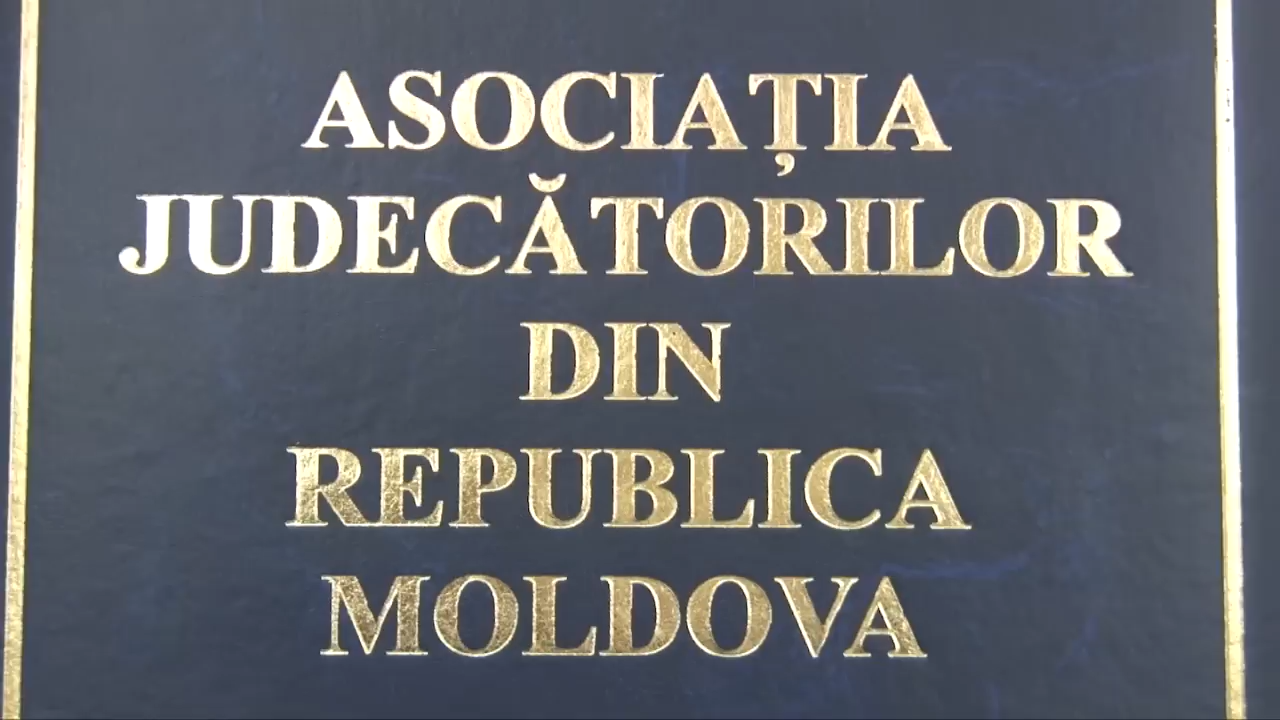 ASOCIAȚIA
JUDECĂTORILOR
DIN
REPUBLICA
MOLDOVA